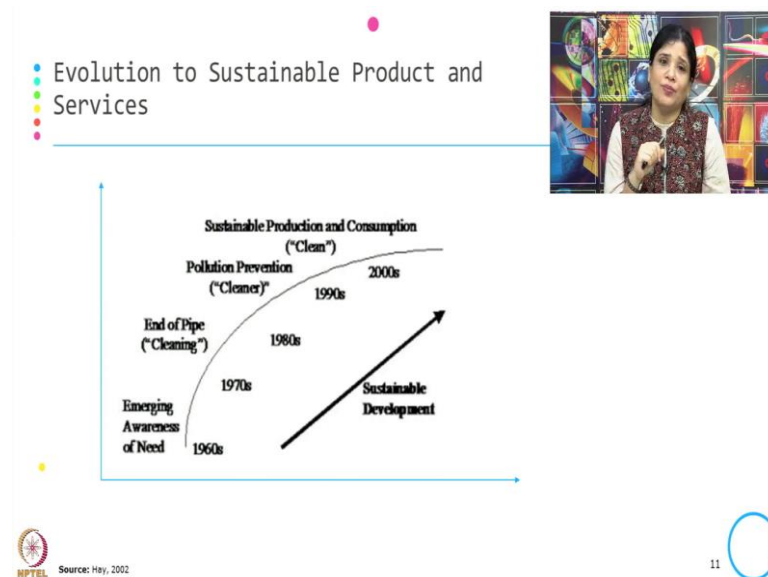 Evolution to Sustainable Product and
Services
Sustainable Production and Consumption
("Clean")
Pollution Prevention
("Cleaner)"
2000s
1990s
End of Pipe
("Cleaning")
1980s
1970s
Sustainable
Development
Emerging
Awareness
of Need
1960s
NPTEL
Source: Hay, 2002
11